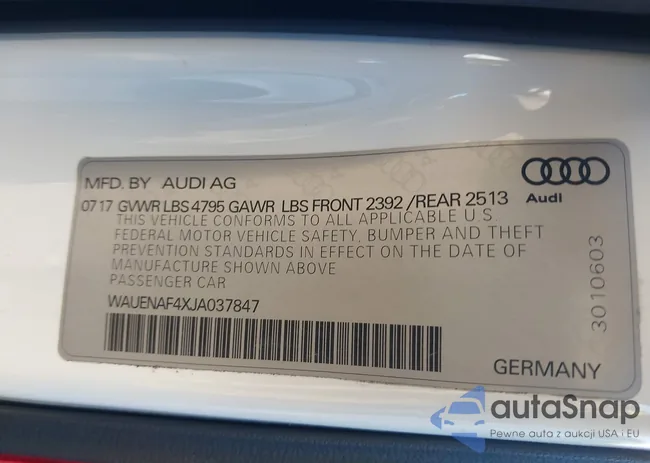 MFD. BY AUDI AG
Audi
07 17 GVWR LBS 4795 GAWR LBS FRONT 2392 /REAR 2513
THIS VEHICLE CONFORMS TO ALL APPLICABLE U.S.
FEDERAL MOTOR VEHICLE SAFETY, BUMPER AND THEFT
PREVENTION STANDARDS IN EFFECT ON THE DATE OF
MANUFACTURE SHOWN ABOVE
PASSENGER CAR
WAUENAF4XJA037847
3010603
GERMANY
autaSnap
Pewne auta z aukcji USA i EU